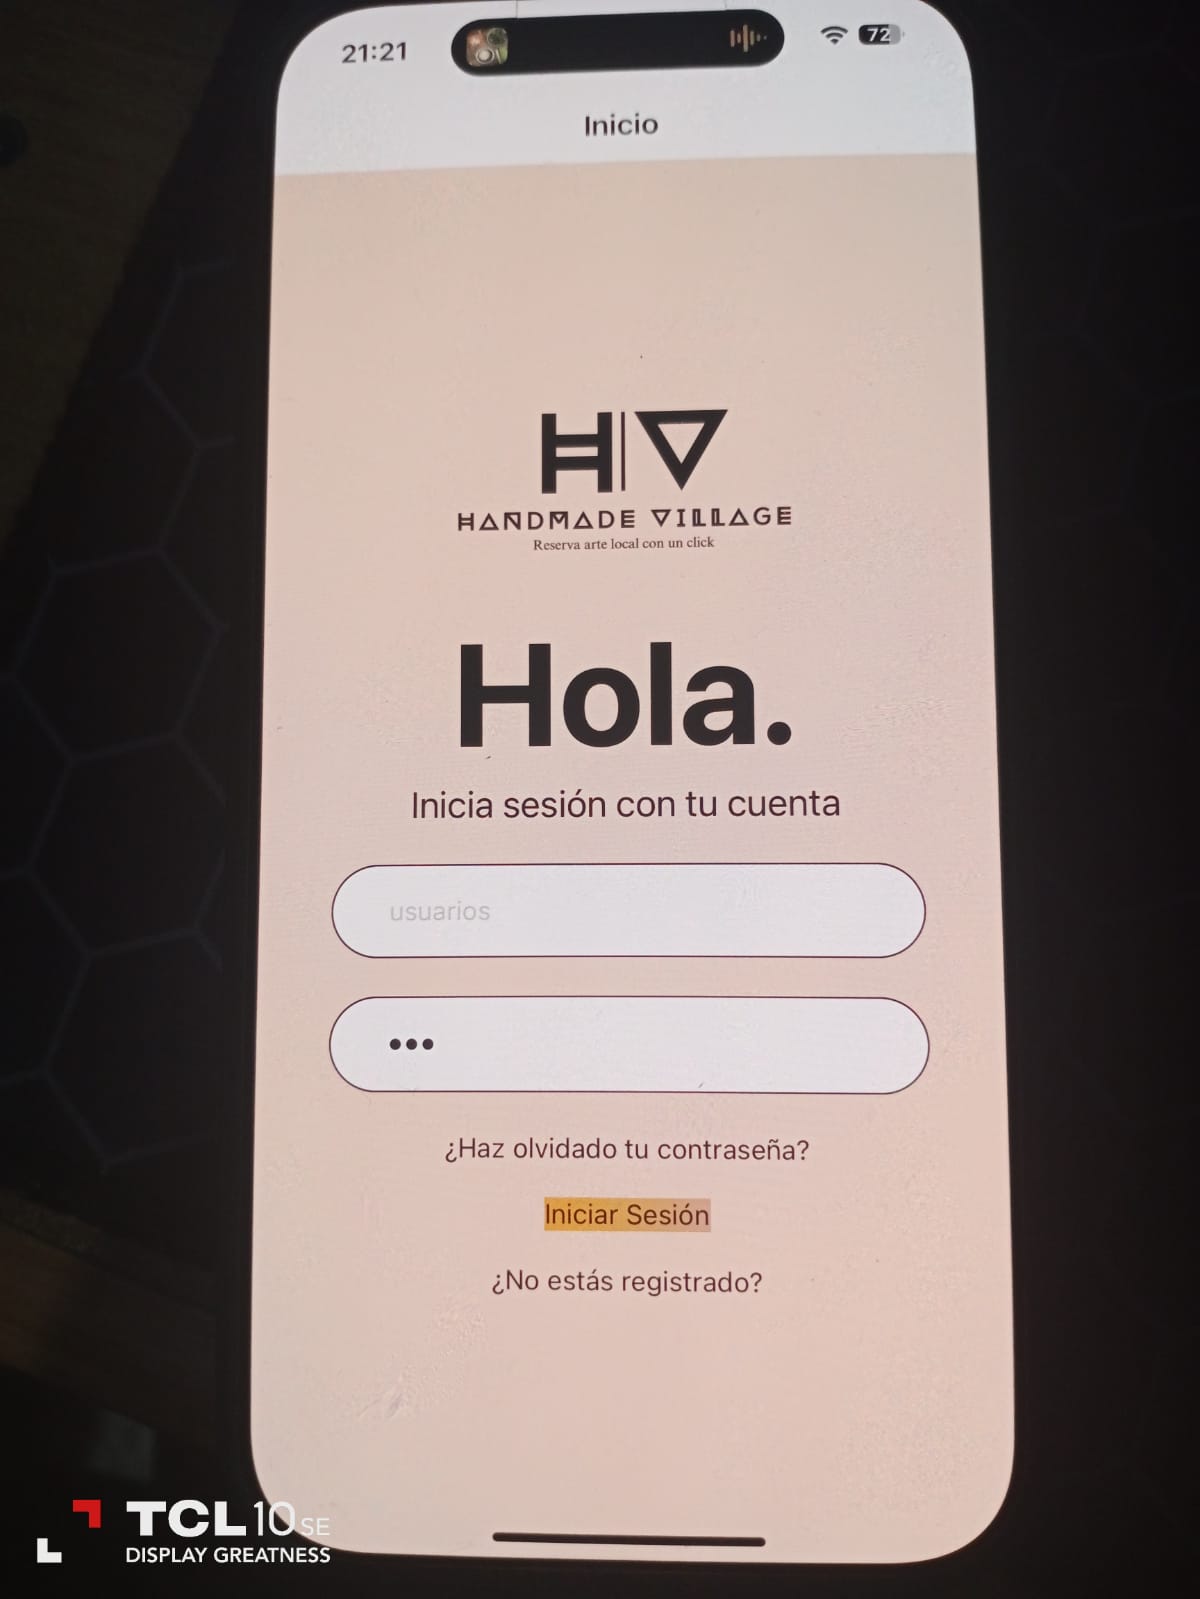 21:21
72
Inicio
H|V
HANDMADE VILLAGE
Reserva arte local con un click
Hola.
Inicia sesión con tu cuenta
usuarios
•••
¿Haz olvidado tu contraseña?
Iniciar Sesión
¿No estás registrado?
TCL 10 SE
DISPLAY GREATNESS